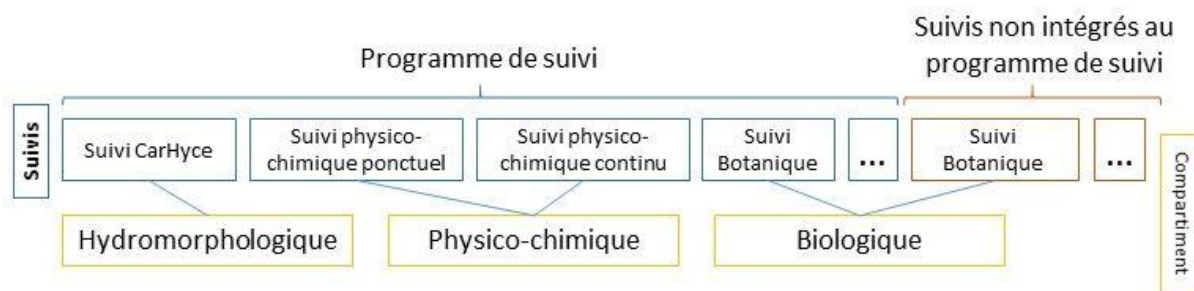 Programme de suivi
Suivis non intégrés au
programme de suivi
Suivis
Suivi CarHyce
Suivi physico-
chimique ponctuel
Suivi physico-
chimique continu
Suivi
Botanique
...
Suivi
Botanique
...
Hydromorphologique
Physico-chimique
Biologique
Compartiment